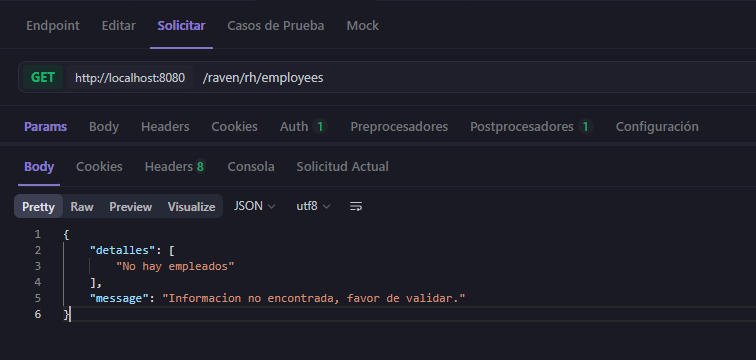 Endpoint Editar Solicitar Casos de Prueba Mock
GET http://localhost:8080 /raven/rh/employees
Params Body Headers Cookies Auth 1 Preprocesadores Postprocesadores 1 Configuración
Body Cookies Headers 8 Consola Solicitud Actual
Pretty Raw Preview Visualize JSON utf8
1 {
2 "detalles": [
3 "No hay empleados"
4 ],
5 "message": "Informacion no encontrada, favor de validar."
6 }